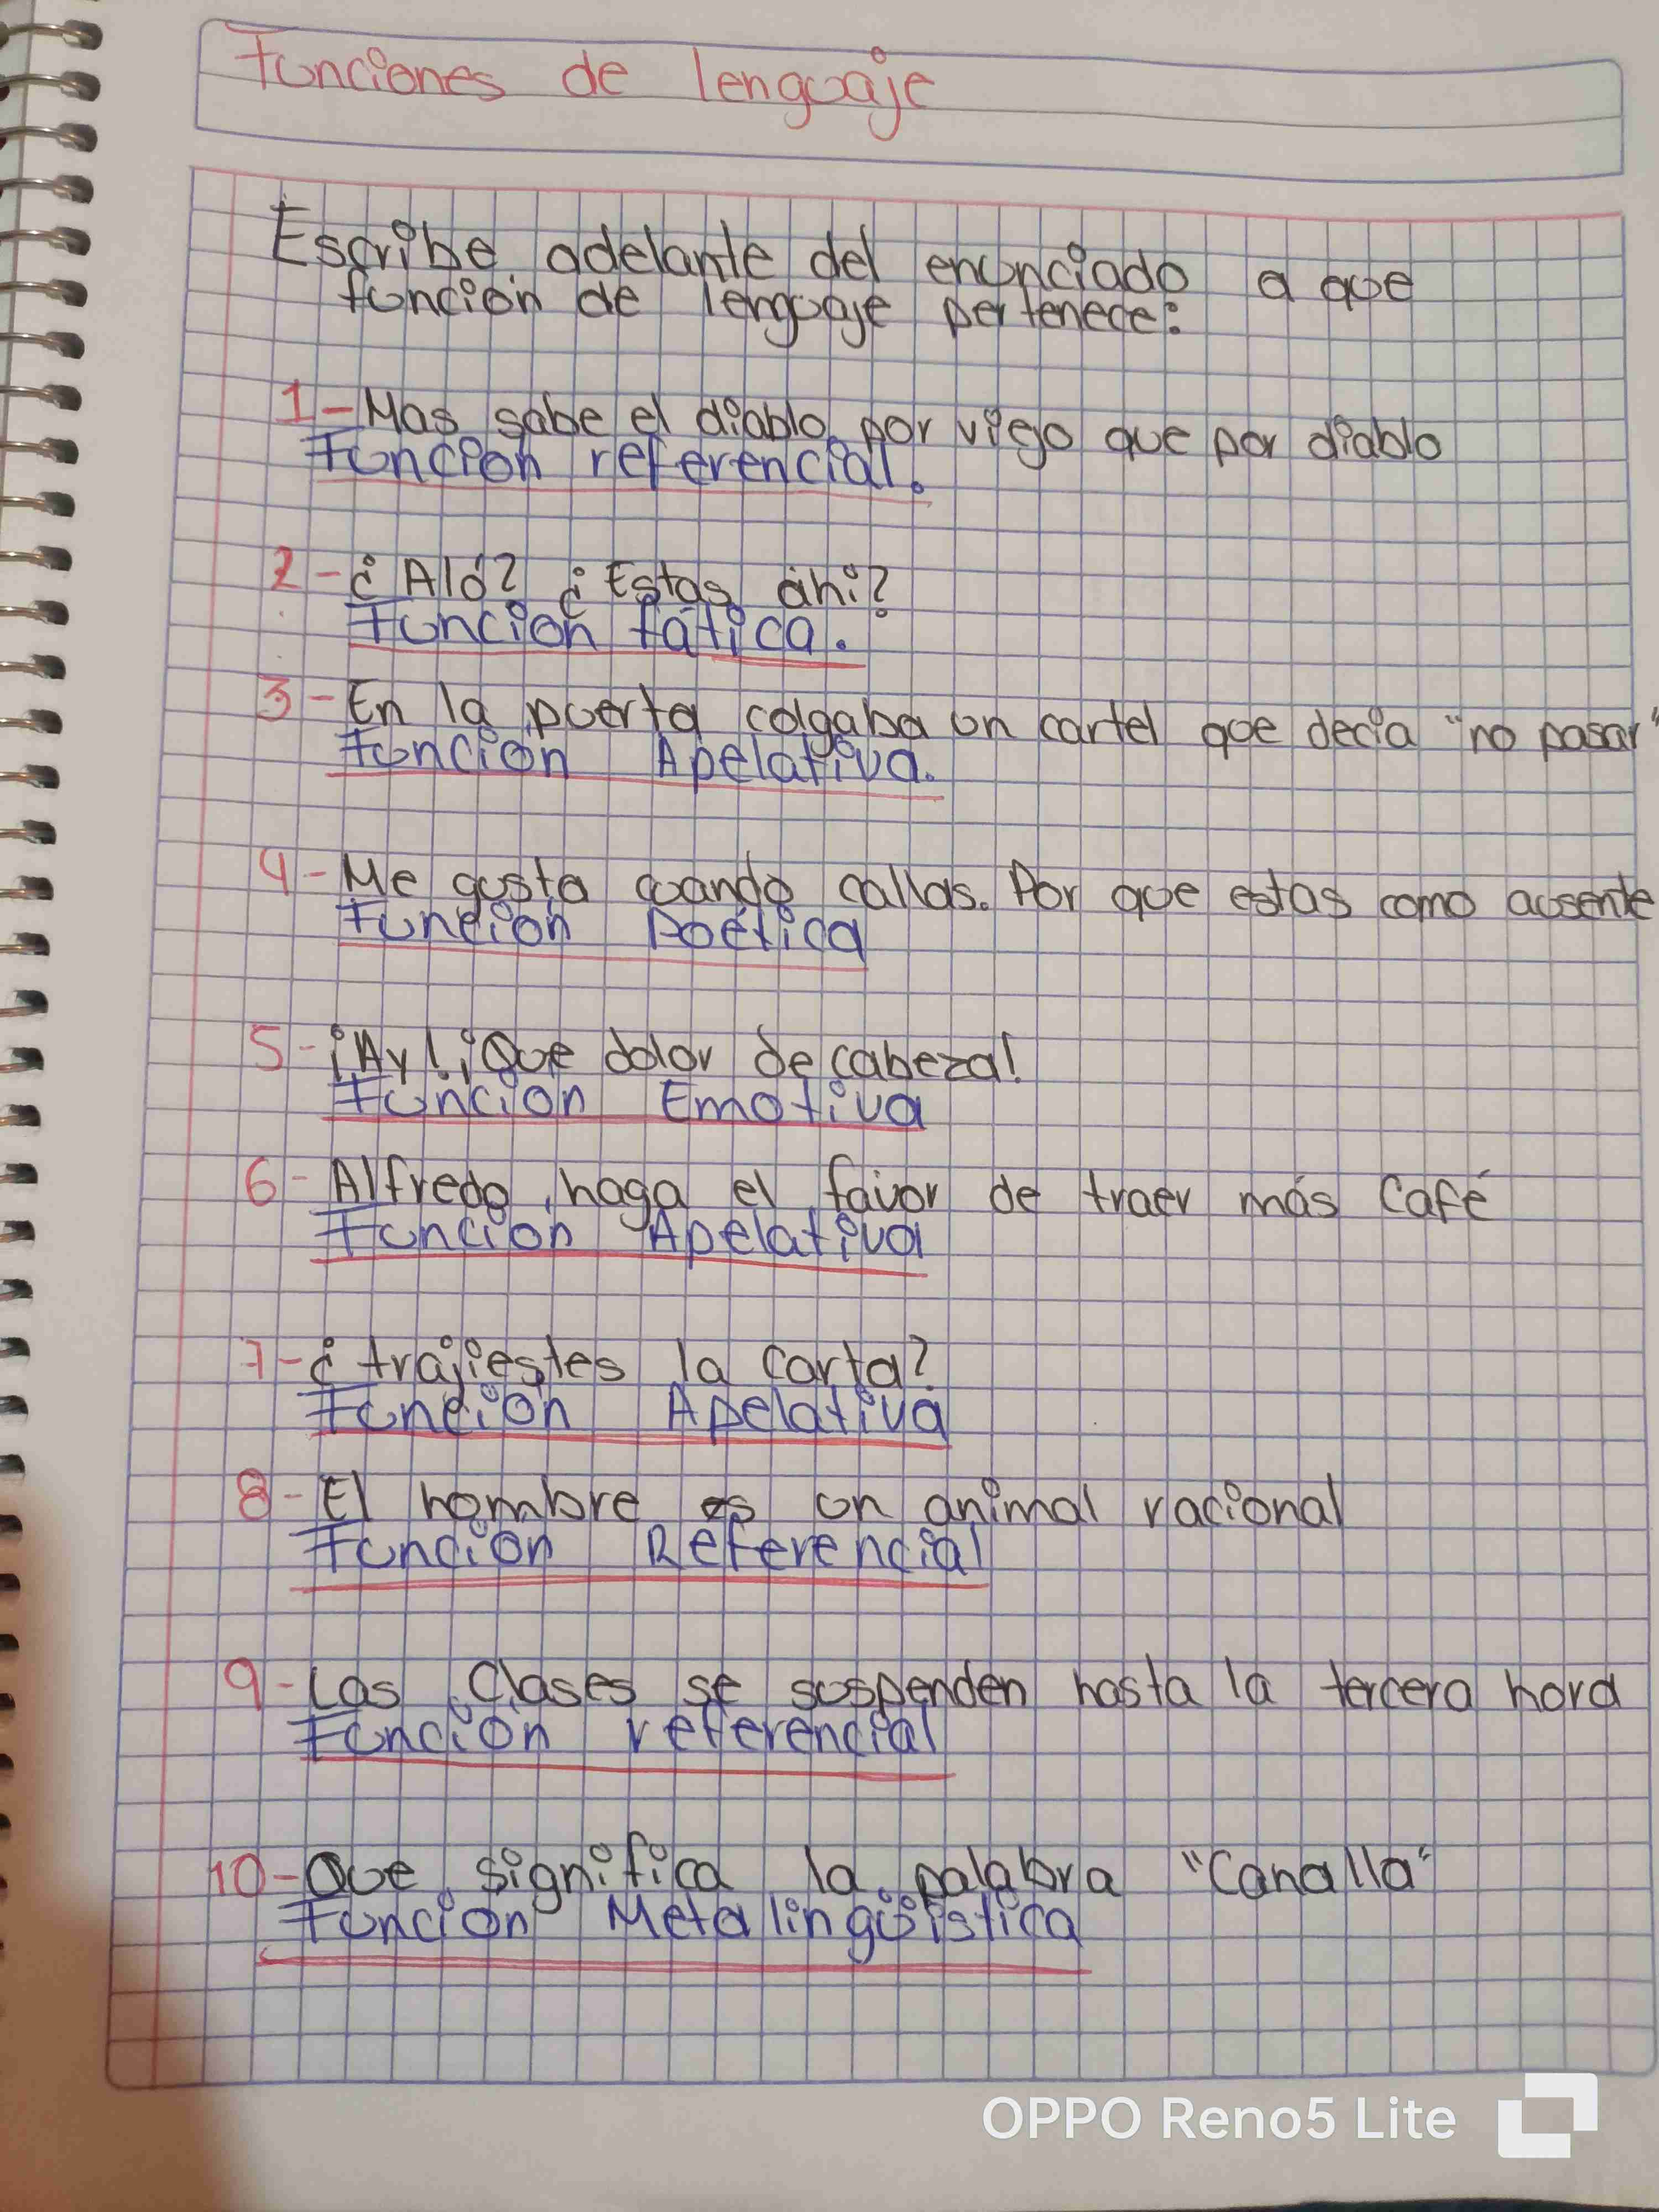 Funciones de lenguaje
Escribe adelante del enunciado a que
función de lenguaje pertenece:
1- Mas sabe el diablo por viejo que por diablo
Función referencial.
2- ¿Aló? ¿Estas ahi?
Función fática.
3- En la puerta colgaba un cartel que decia "no pasar"
Función Apelativa.
4- Me gusta cuando callas. Por que estas como ausente
Función Poética
5- ¡Ay! ¡Que dolor de cabeza!
Función Emotiva
6- Alfredo, haga el favor de traer más Café
Función Apelativa
7- ¿trajiestes la carta?
Función Apelativa
8- El hombre es un animal racional
Función Referencial
9- Las Clases se suspenden hasta la tercera hora
Función referencial
10- Que significa la palabra "Canalla"
Función Metalingüística
OPPO Reno5 Lite